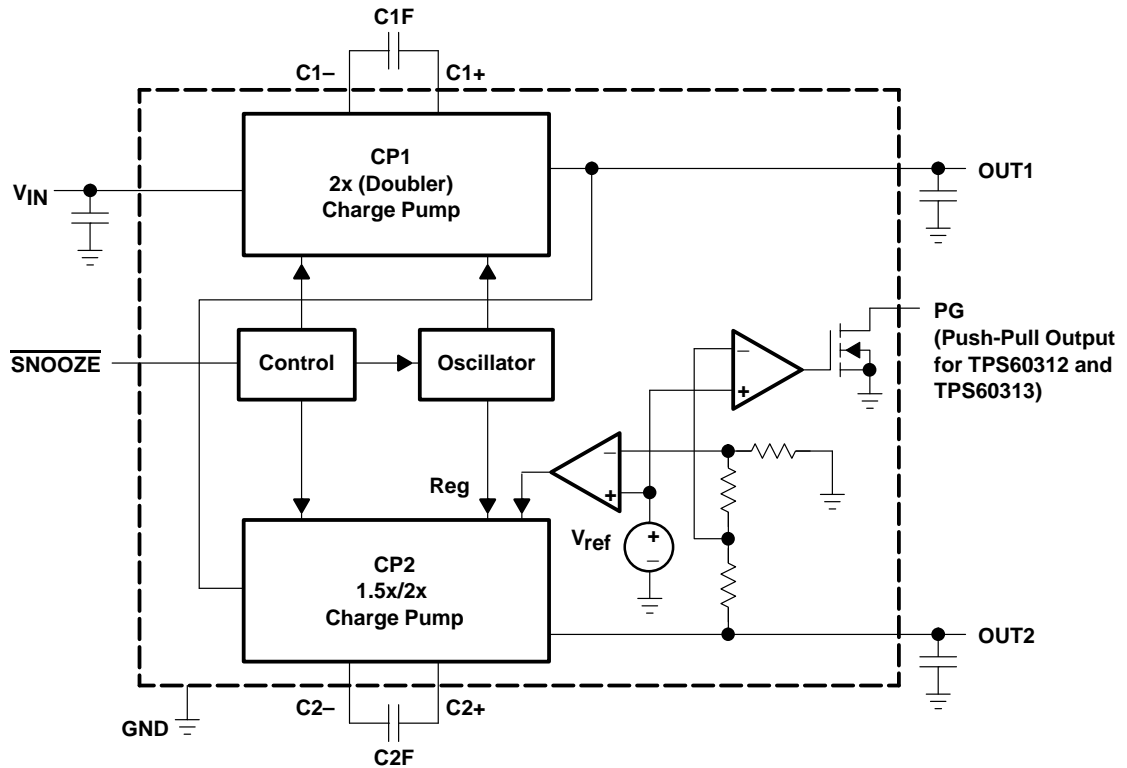 C1F
C1–
C1+
CP1
2x (Doubler)
Charge Pump
OUT1
VIN
PG
(Push-Pull Output
for TPS60312 and
TPS60313)
SNOOZE
Control
Oscillator
–
+
–
+
Reg
Vref
+
–
CP2
1.5x/2x
Charge Pump
OUT2
GND
C2–
C2+
C2F